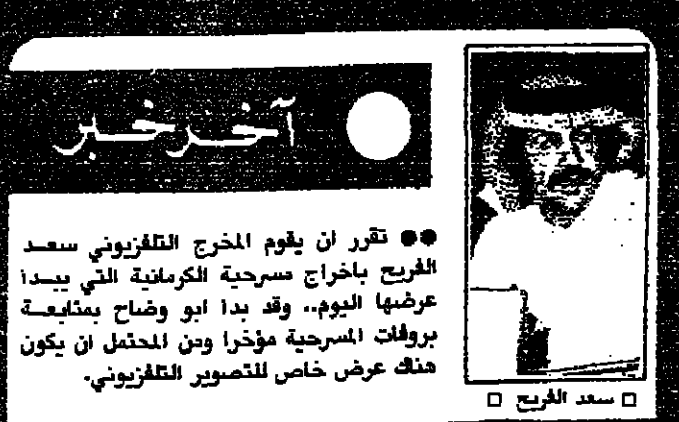 آخر خبر
●● تقرر ان يقوم المخرج التلفزيوني سعد
الفريح باخراج مسرحية الكرمانية التي يبدا
عرضها اليوم.. وقد بدا ابو وضاح بمتابعة
بروفات المسرحية مؤخرا ومن المحتمل ان يكون
هناك عرض خاص للتصوير التلفزيوني.
□ سعد الفريح □